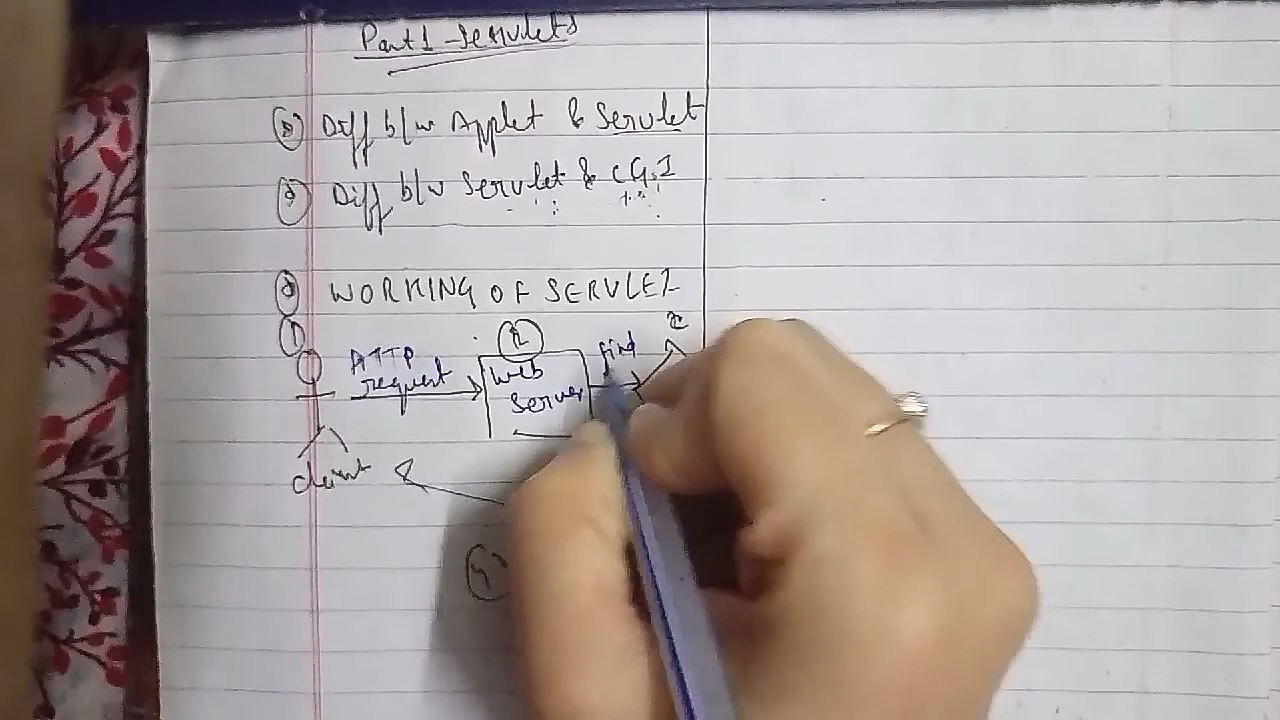 Part 1 - Servlets
Diff b/w Applet & Servlet
Diff b/w Servlet & CGI
WORKING OF SERVLET
1
2
HTTP request
Web Server
find
client
4